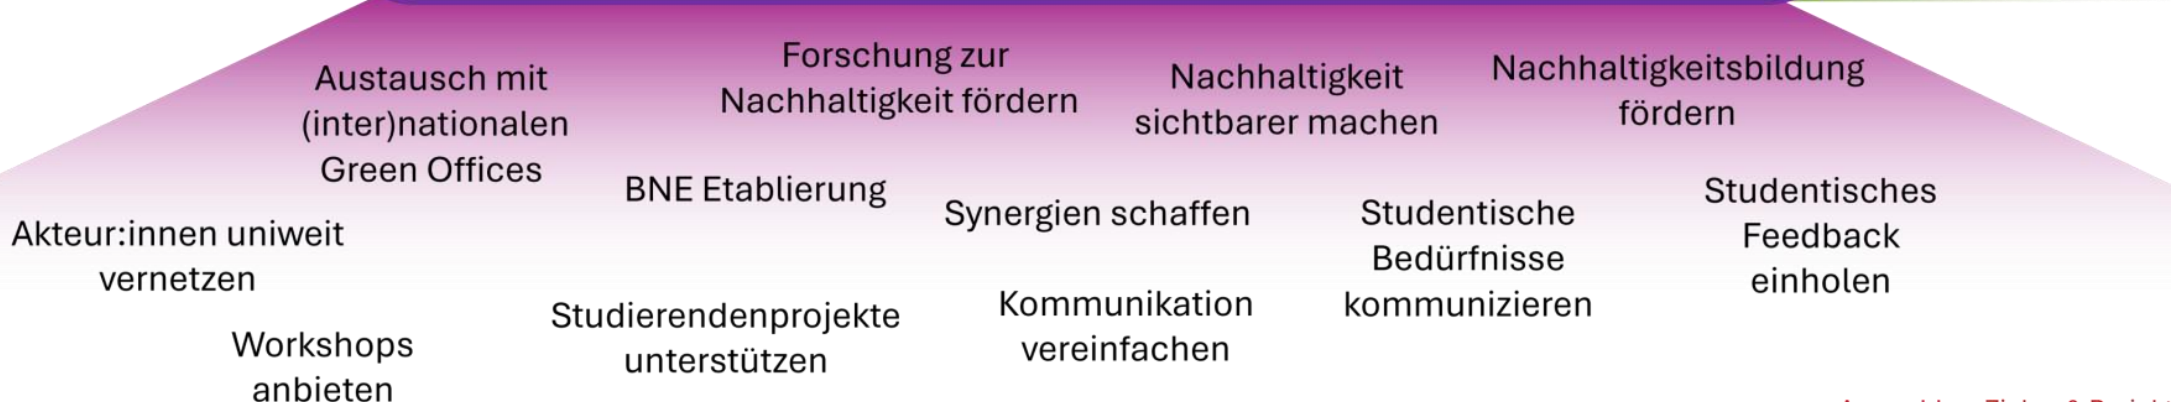 Austausch mit
(inter)nationalen
Green Offices
Forschung zur
Nachhaltigkeit fördern
Nachhaltigkeit
sichtbarer machen
Nachhaltigkeitsbildung
fördern
Akteur:innen uniweit
vernetzen
BNE Etablierung
Synergien schaffen
Studentische
Bedürfnisse
kommunizieren
Studentisches
Feedback
einholen
Workshops
anbieten
Studierendenprojekte
unterstützen
Kommunikation
vereinfachen